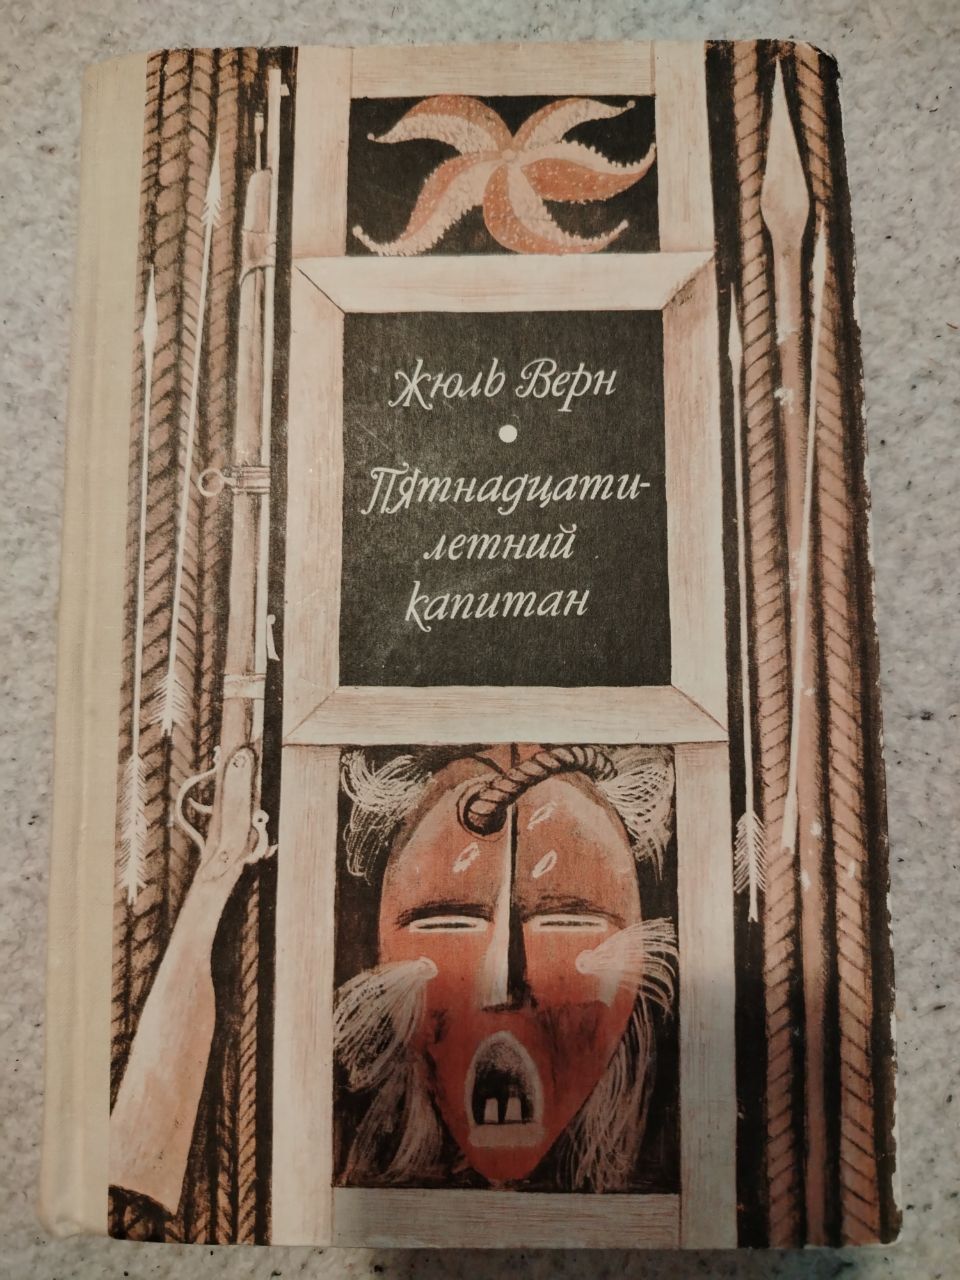 Жюль Верн
Пятнадцати-
летний
капитан